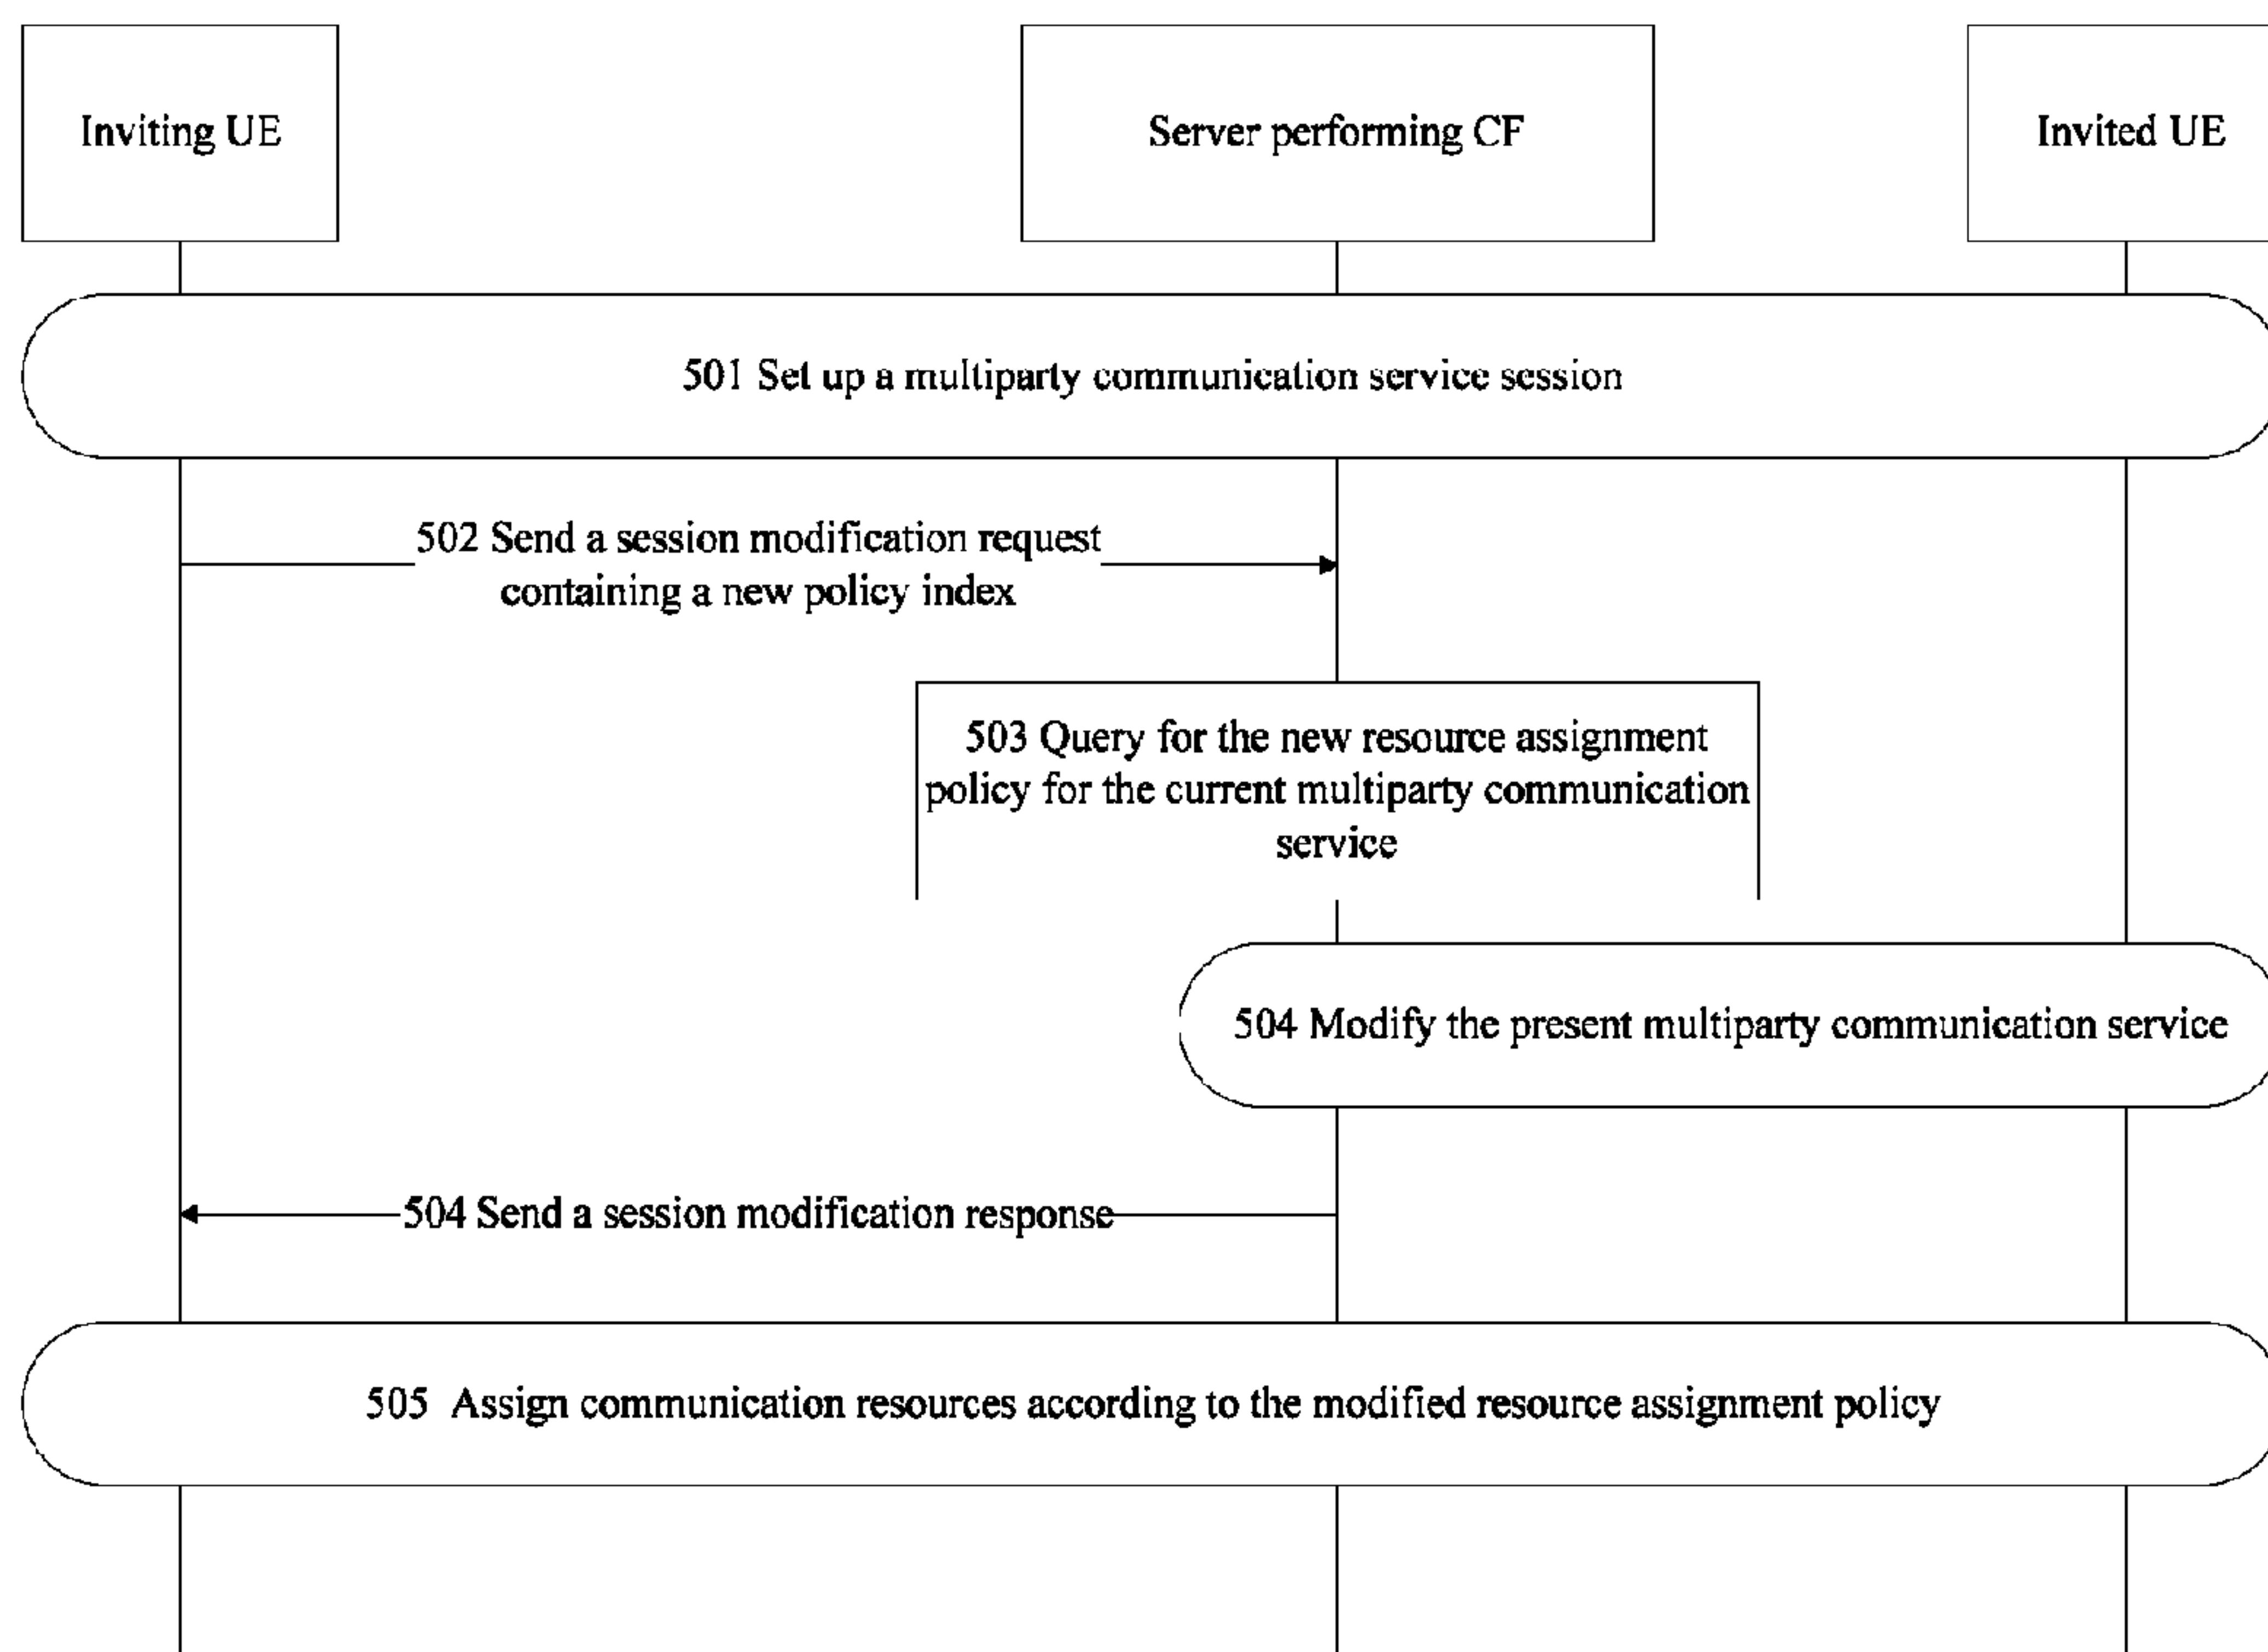 Inviting UE
Server performing CF
Invited UE
501 Set up a multiparty communication service session
502 Send a session modification request
containing a new policy index
503 Query for the new resource assignment
policy for the current multiparty communication
service
504 Modify the present multiparty communication service
504 Send a session modification response
505 Assign communication resources according to the modified resource assignment policy